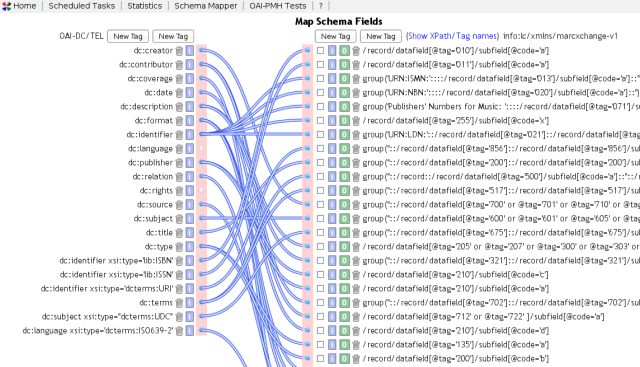 Home | Scheduled Tasks | Statistics | Schema Mapper | OAI-PMH Tests | ? |
Map Schema Fields
OAI-DC/TEL New Tag New Tag
New Tag New Tag (Show XPath/Tag names) info:lc/xmlns/marcxchange-v1
dc:creator i
i 0 /record/datafield[@tag='010']/subfield[@code='a']
dc:contributor i
i 0 /record/datafield[@tag='011']/subfield[@code='a']
dc:coverage i
i 0 group('URN:ISMN:'::::/record/datafield[@tag='013']/subfield[@code='a']::''
dc:date i
i 0 group('URN:NBN:'::::/record/datafield[@tag='020']/subfield[@code='a']::'')
dc:description i
i 0 group('Publishers' Numbers for Music: '::::/record/datafield[@tag='071']/su
dc:format i
i 0 /record/datafield[@tag='255']/subfield[@code='x']
dc:identifier i
i 0 group('URN:LDN:'::/record/datafield[@tag='021']::/record/datafield[@tag
dc:language i
i 0 group(''::/record/datafield[@tag='856']::/record/datafield[@tag='856']/sul
dc:publisher i
i 0 group(''::/record/datafield[@tag='200']::/record/datafield[@tag='200']/sul
dc:relation i
i 0 group(''::record::/record/datafield[@tag='500']/subfield[@code='a']::''::/r
dc:rights i
i 0 group(''::/record/datafield[@tag='517']::/record/datafield[@tag='517']/sub
dc:source i
i 0 /record/datafield[@tag='700' or @tag='701' or @tag='710' or @tag=
dc:subject i
i 0 /record/datafield[@tag='600' or @tag='601' or @tag='605' or @tag
dc:title i
i 0 group(''::/record/datafield[@tag='675']::/record/datafield[@tag='675']/sub
dc:type i
i 0 /record/datafield[@tag='205' or @tag='207' or @tag='300' or @tag='303' or
dc:identifier xsi:type='lib:ISBN' i
i 0 group(''::/record/datafield[@tag='321']::/record/datafield[@tag='321']/sub
dc:identifier xsi:type='lib:ISSN' i
i 0 /record/datafield[@tag='210']/subfield[@code='c']
dc:identifier xsi:type='dcterms:URI' i
i 0 /record/datafield[@tag='210']/subfield[@code='a']
dc:terms i
i 0 group(''::/record/datafield[@tag='702']::/record/datafield[@tag='702']/sub
dc:subject xsi:type="dcterms:UDC" i
i 0 /record/datafield[@tag='712' or @tag='722' ]/subfield[@code='a']
dc:language xsi:type='dcterms:ISO639-2' i
i 0 /record/datafield[@tag='210']/subfield[@code='d']
i 0 /record/datafield[@tag='135']/subfield[@code='a']
i 0 /record/datafield[@tag='200']/subfield[@code='b']